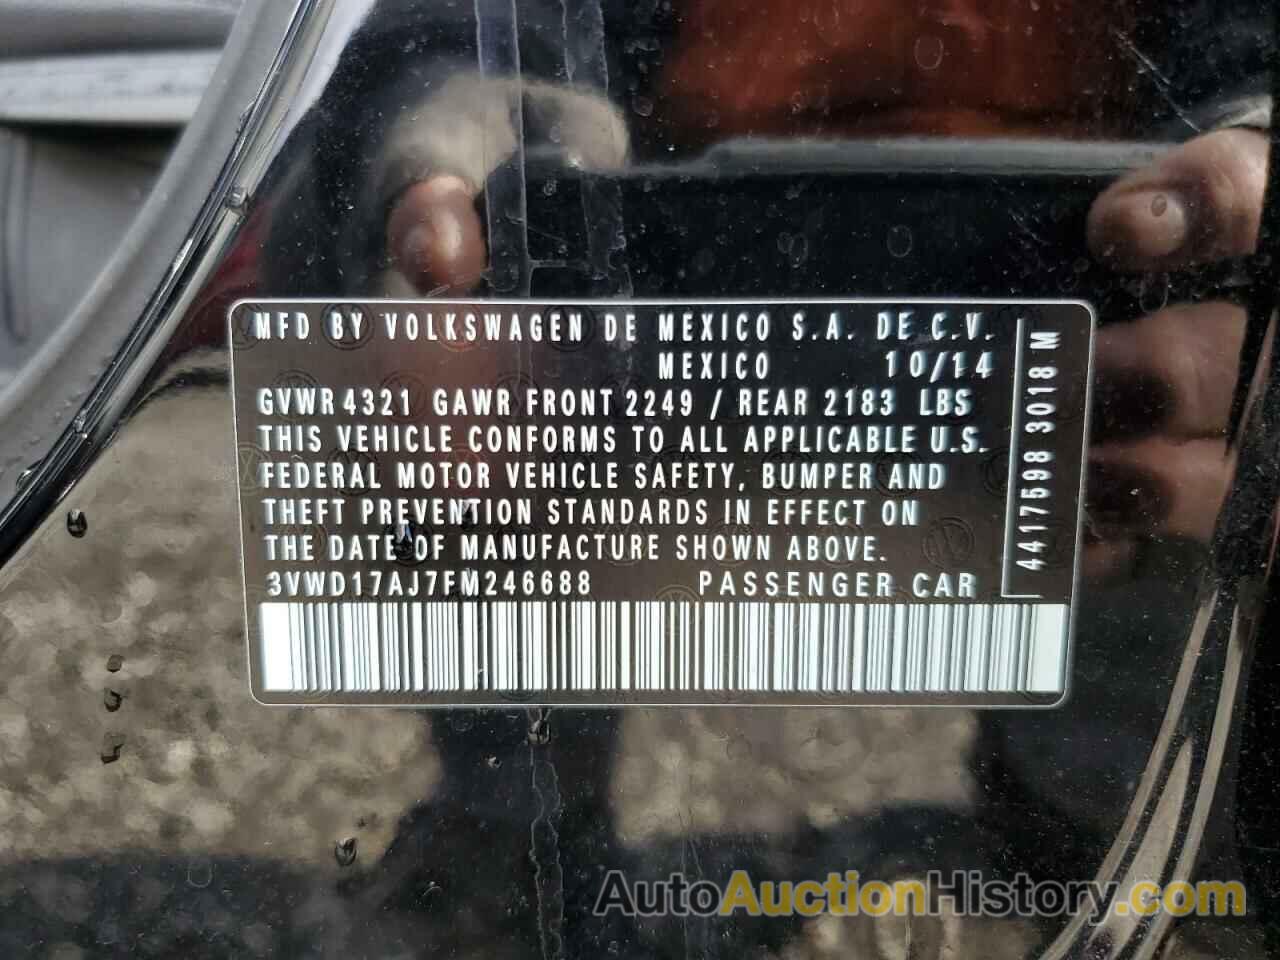 MFD BY VOLKSWAGEN DE MEXICO S.A. DE C.V.
MEXICO 10/14
GVWR 4321 GAWR FRONT 2249 / REAR 2183 LBS
THIS VEHICLE CONFORMS TO ALL APPLICABLE U.S.
FEDERAL MOTOR VEHICLE SAFETY, BUMPER AND
THEFT PREVENTION STANDARDS IN EFFECT ON
THE DATE OF MANUFACTURE SHOWN ABOVE.
3VWD17AJ7FM246688 PASSENGER CAR
4417598 3018 M
AutoAuctionHistory.com